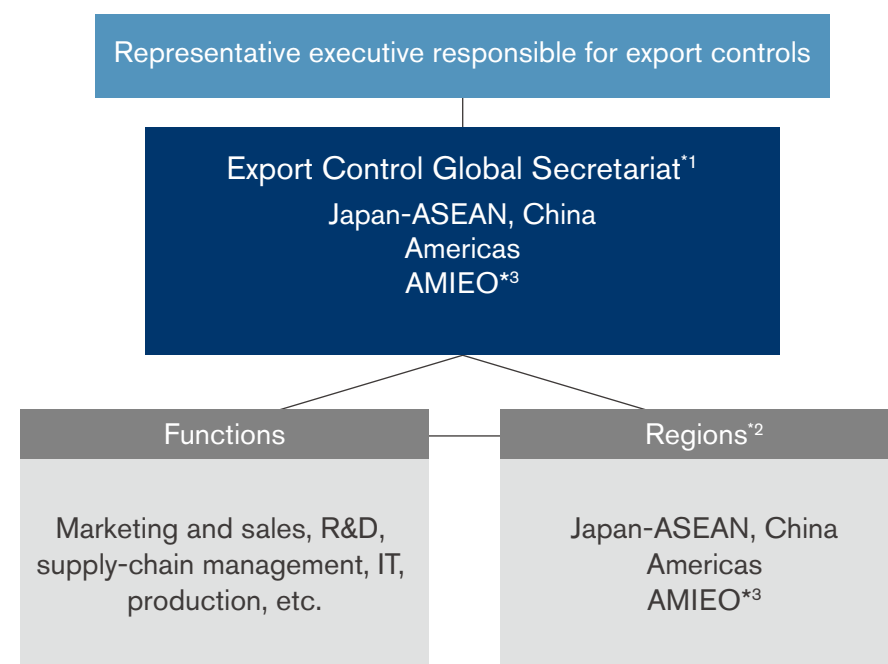 Representative executive responsible for export controls
Export Control Global Secretariat*1
Japan-ASEAN, China
Americas
AMIEO*3
Functions
Marketing and sales, R&D,
supply-chain management, IT,
production, etc.
Regions*2
Japan-ASEAN, China
Americas
AMIEO*3